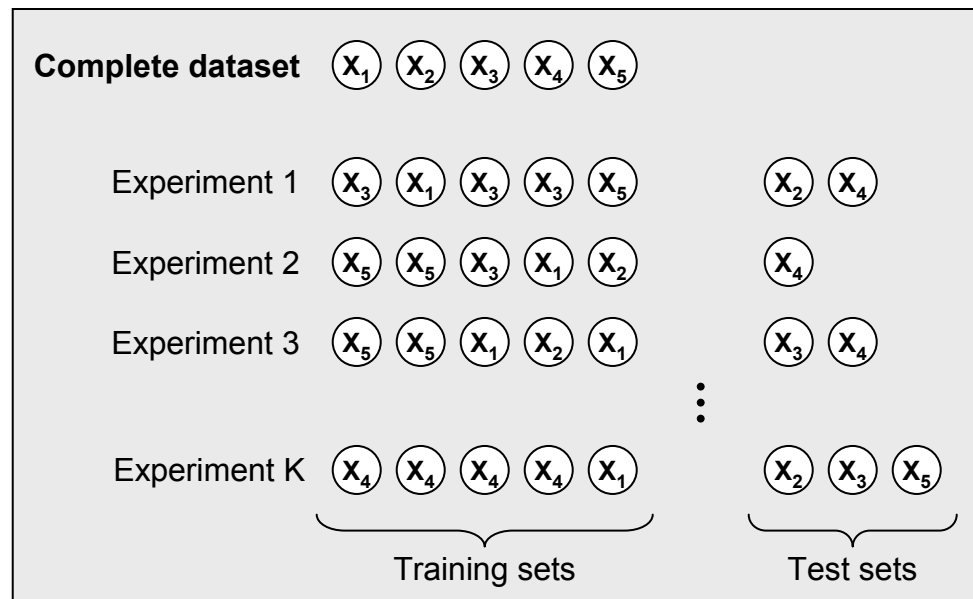 Complete dataset X₁ X₂ X₃ X₄ X₅
Experiment 1 X₃ X₁ X₃ X₃ X₅ X₂ X₄
Experiment 2 X₅ X₅ X₃ X₁ X₂ X₄
Experiment 3 X₅ X₅ X₁ X₂ X₁ X₃ X₄
Experiment K X₄ X₄ X₄ X₄ X₁ X₂ X₃ X₅
Training sets Test sets